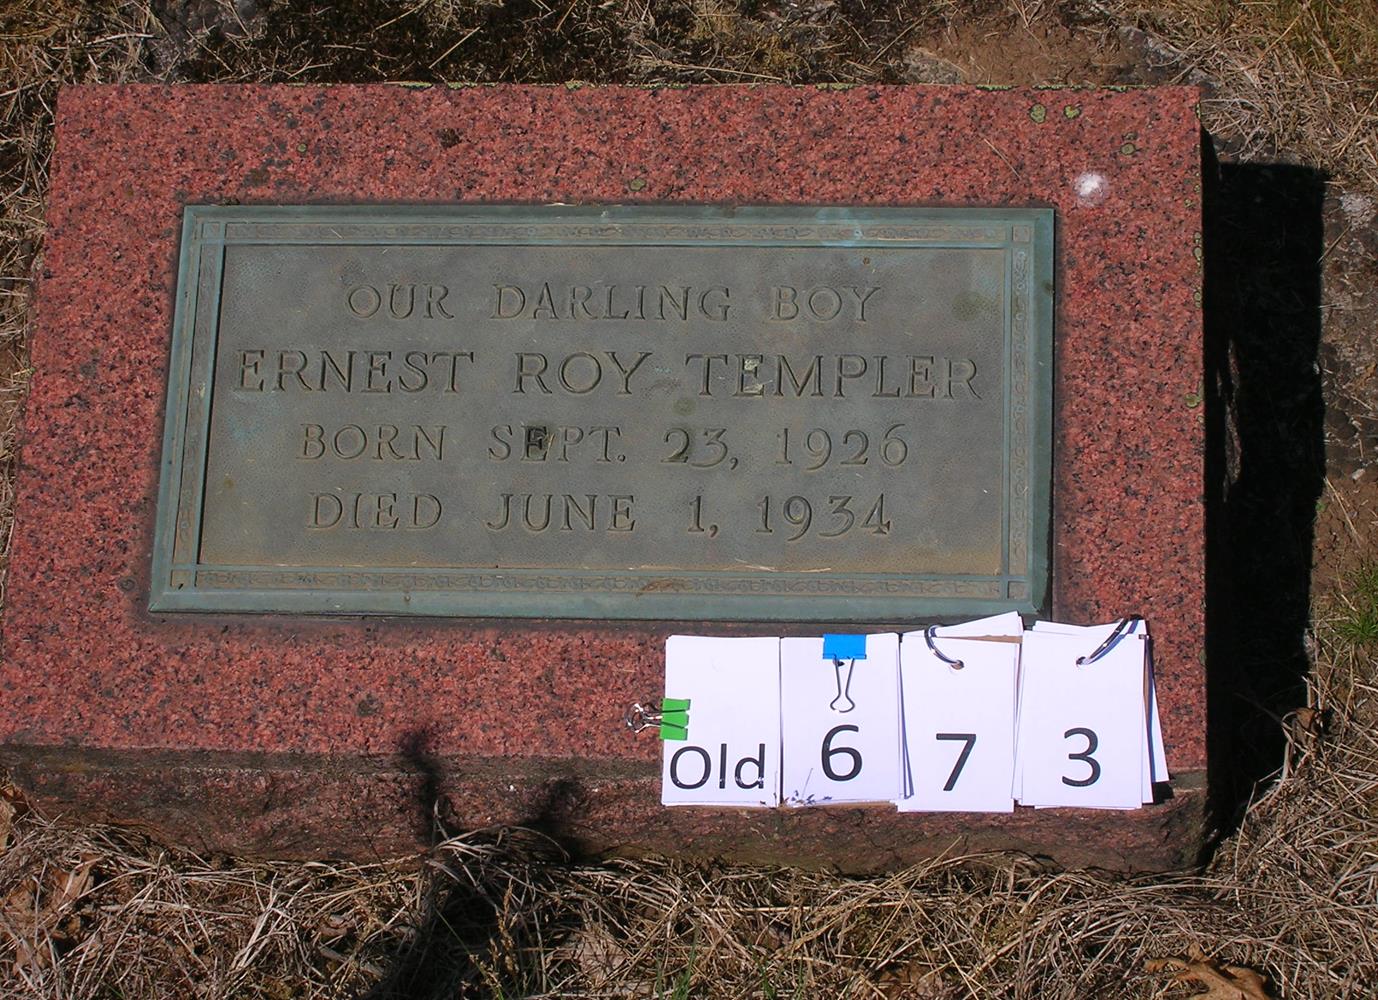 OUR DARLING BOY
ERNEST ROY TEMPLER
BORN SEPT. 23, 1926
DIED JUNE 1, 1934
Old 6 7 3